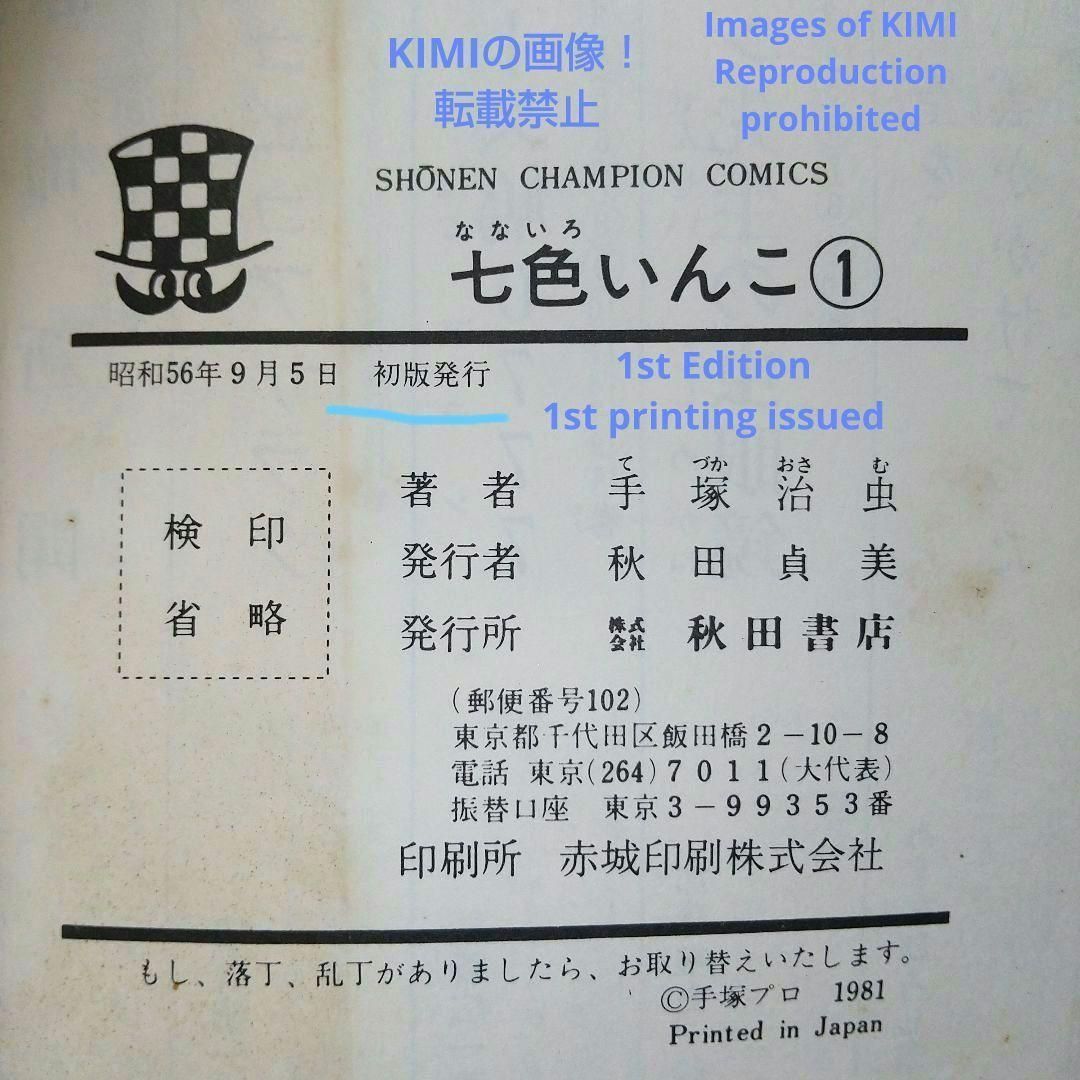 KIMIの画像！
転載禁止
Images of KIMI
Reproduction
prohibited
SHŌNEN CHAMPION COMICS
なないろ
七色いんこ①
昭和56年9月5日 初版発行
1st Edition
1st printing issued
検印
省略
て づか おさ む
著者 手塚治虫
発行者 秋田貞美
発行所 株式会社 秋田書店
(郵便番号102)
東京都千代田区飯田橋2-10-8
電話 東京(264)7011(大代表)
振替口座 東京3-99353番
印刷所 赤城印刷株式会社
もし、落丁、乱丁がありましたら、お取り替えいたします。
©手塚プロ 1981
Printed in Japan